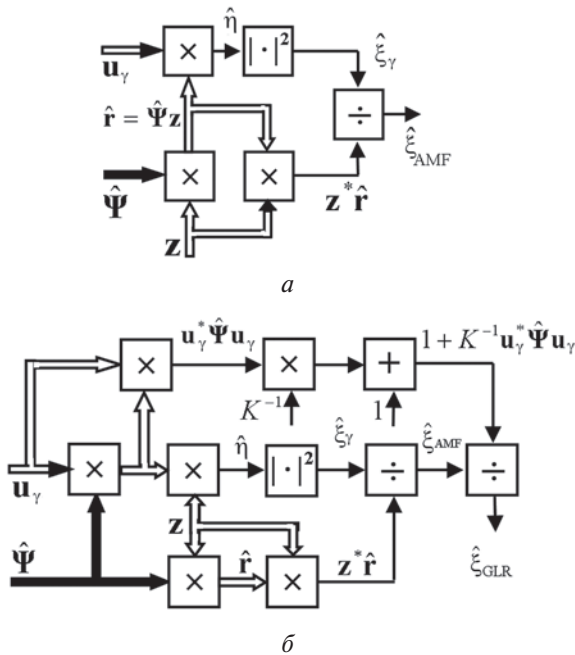 η̂
× |·|² ξ̂_γ
u_γ
r̂ = Ψ̂z
÷
ξ̂_AMF
× ×
Ψ̂
z*r̂
z
а
u_γ*Ψ̂u_γ 1 + K⁻¹u_γ*Ψ̂u_γ
× × +
K⁻¹ 1
η̂ ξ̂_γ ξ̂_AMF
× × |·|² ÷ ÷
u_γ
z
Ψ̂ r̂ z*r̂
× ×
ξ̂_GLR
б